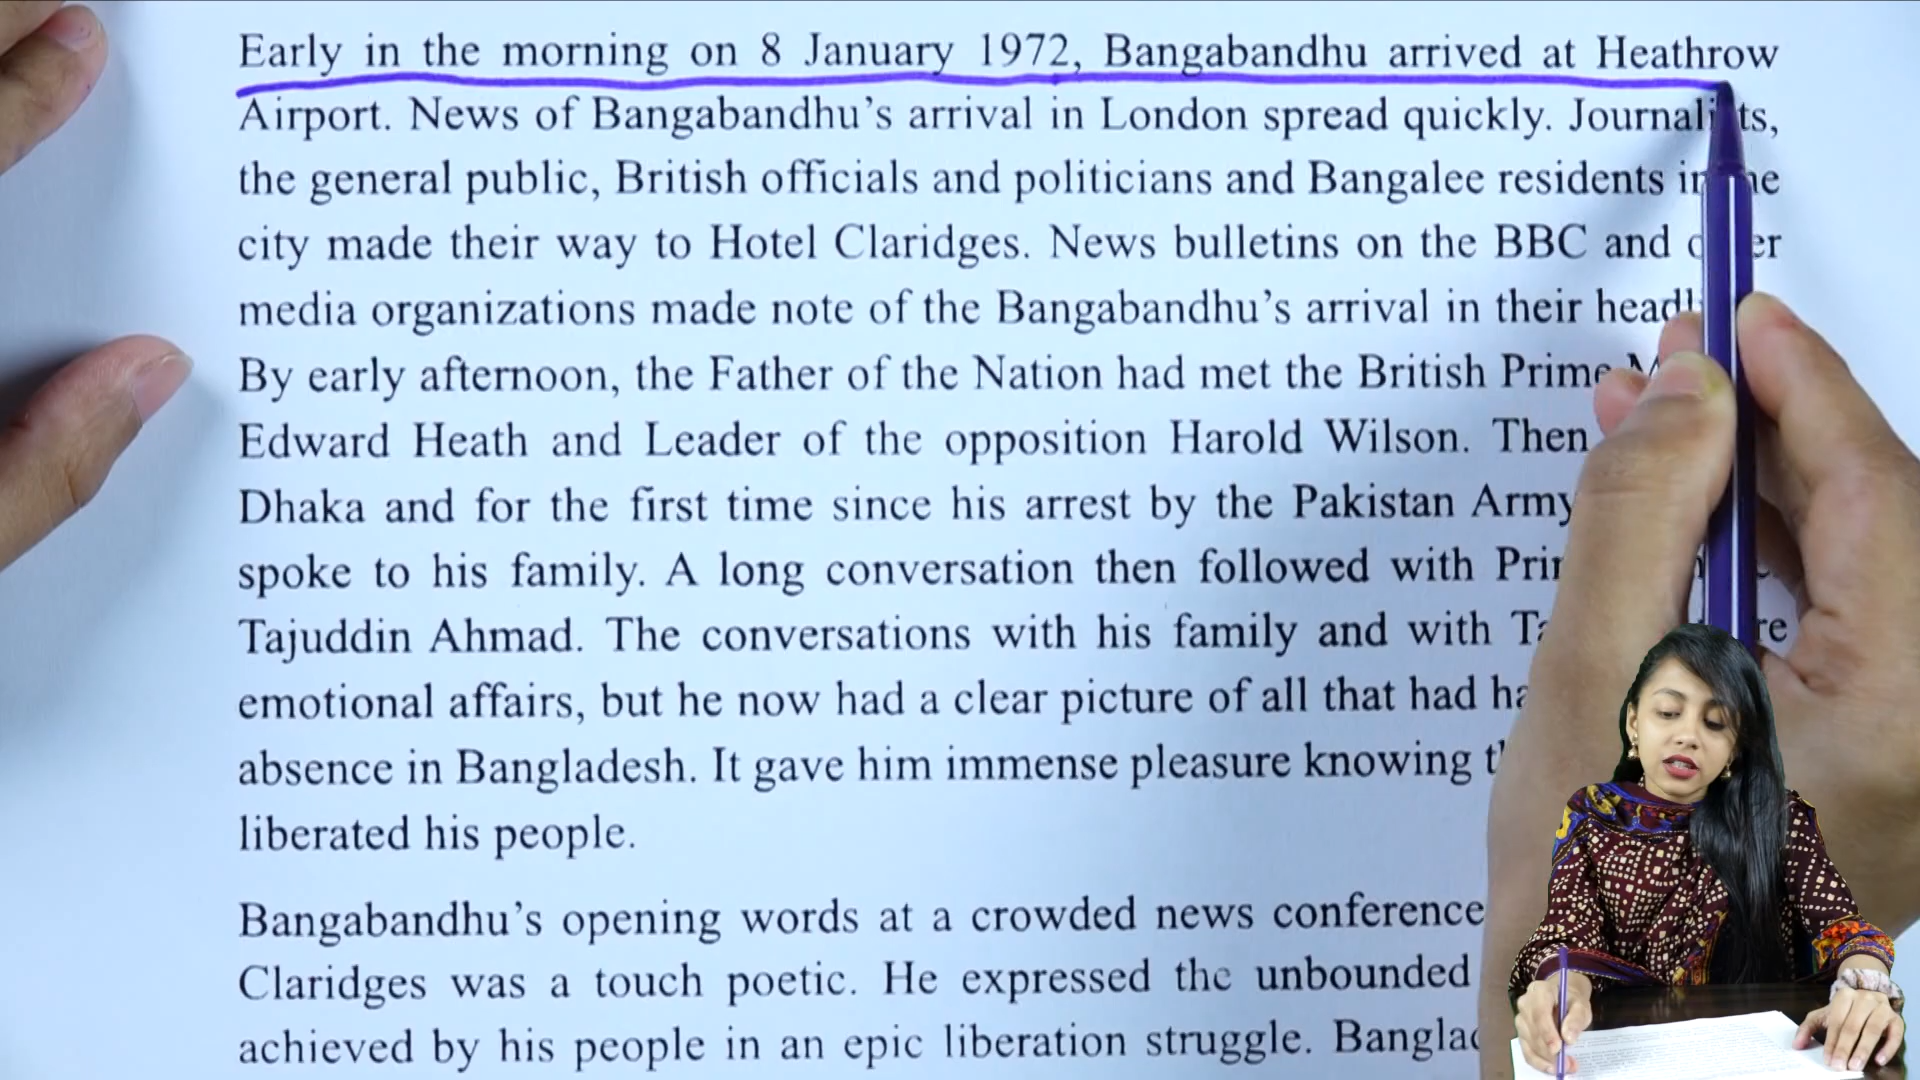 Early in the morning on 8 January 1972, Bangabandhu arrived at Heathrow
Airport. News of Bangabandhu's arrival in London spread quickly. Journalists,
the general public, British officials and politicians and Bangalee residents in
city made their way to Hotel Claridges. News bulletins on the BBC and
media organizations made note of the Bangabandhu's arrival in their
By early afternoon, the Father of the Nation had met the British Prime
Edward Heath and Leader of the opposition Harold Wilson. Then
Dhaka and for the first time since his arrest by the Pakistan Army
spoke to his family. A long conversation then followed with
Tajuddin Ahmad. The conversations with his family and with
emotional affairs, but he now had a clear picture of all that had
absence in Bangladesh. It gave him immense pleasure knowing
liberated his people.
Bangabandhu's opening words at a crowded news conference
Claridges was a touch poetic. He expressed the unbounded
achieved by his people in an epic liberation struggle.